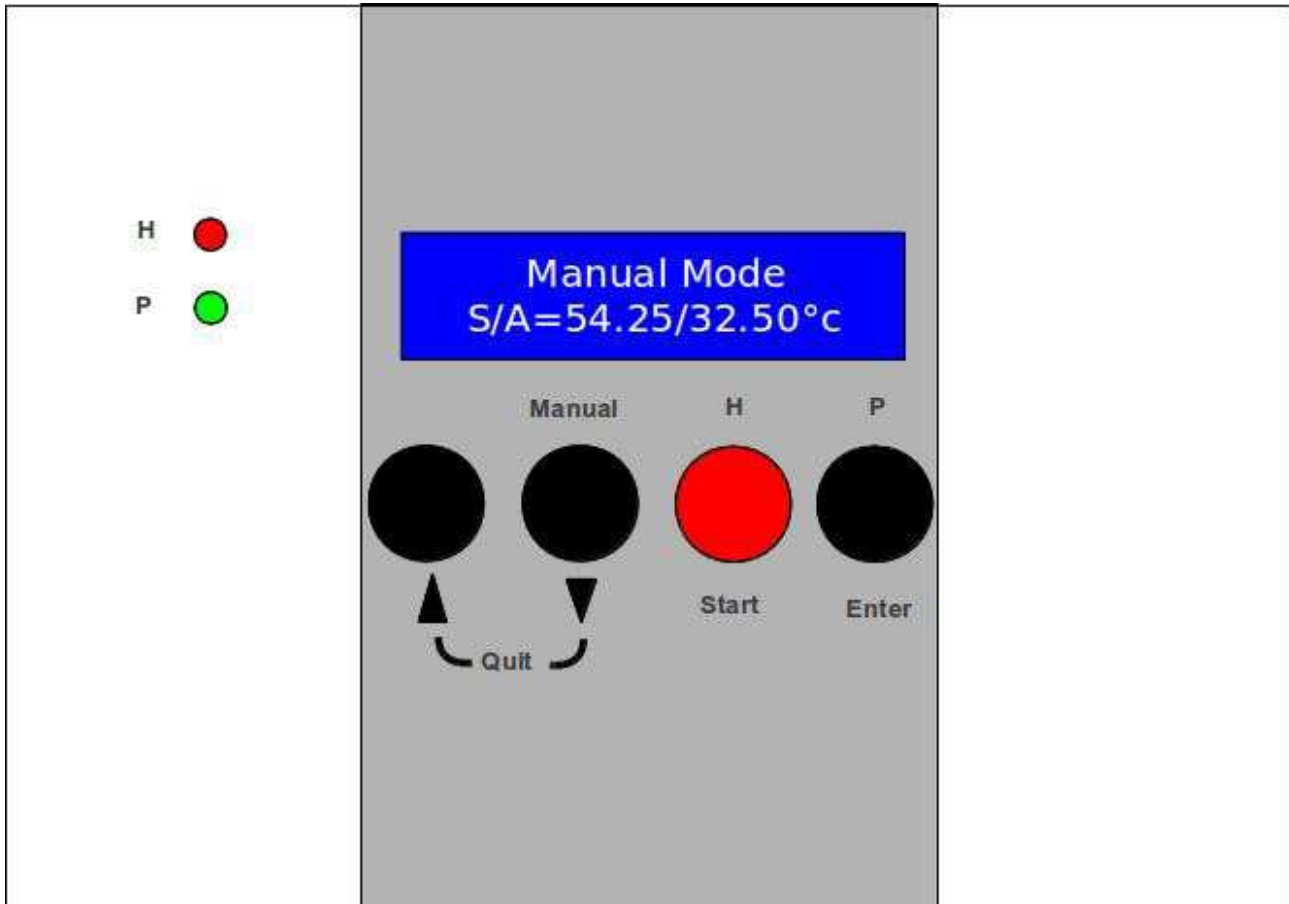 H
P
Manual Mode
S/A=54.25/32.50°c
Manual H P
Start Enter
Quit